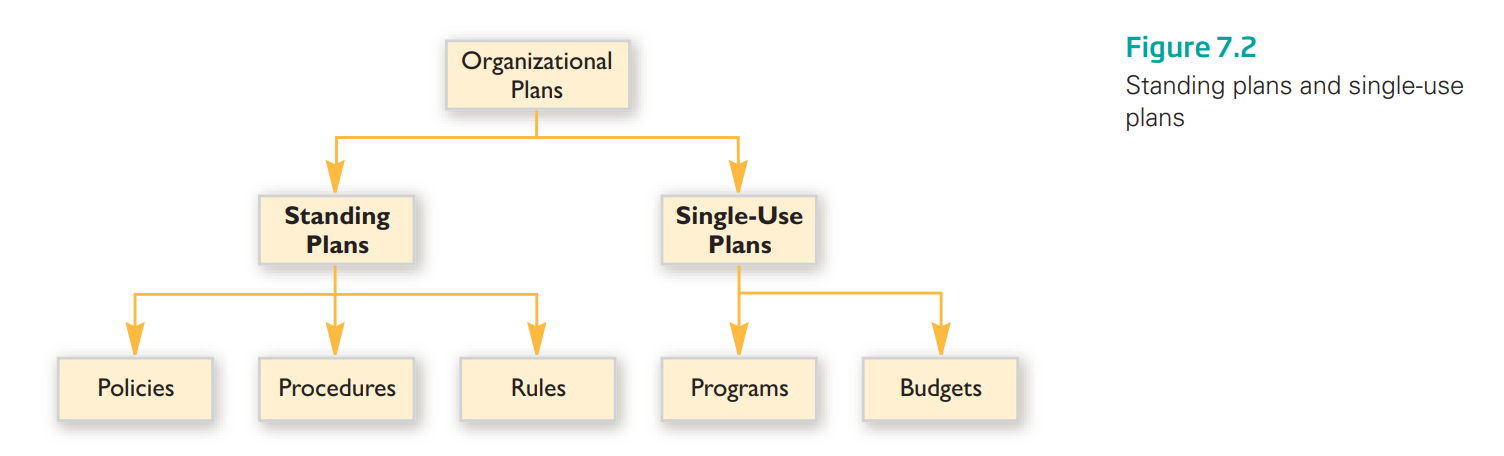 Organizational
Plans
Figure 7.2
Standing plans and single-use
plans
Standing
Plans
Single-Use
Plans
Policies
Procedures
Rules
Programs
Budgets